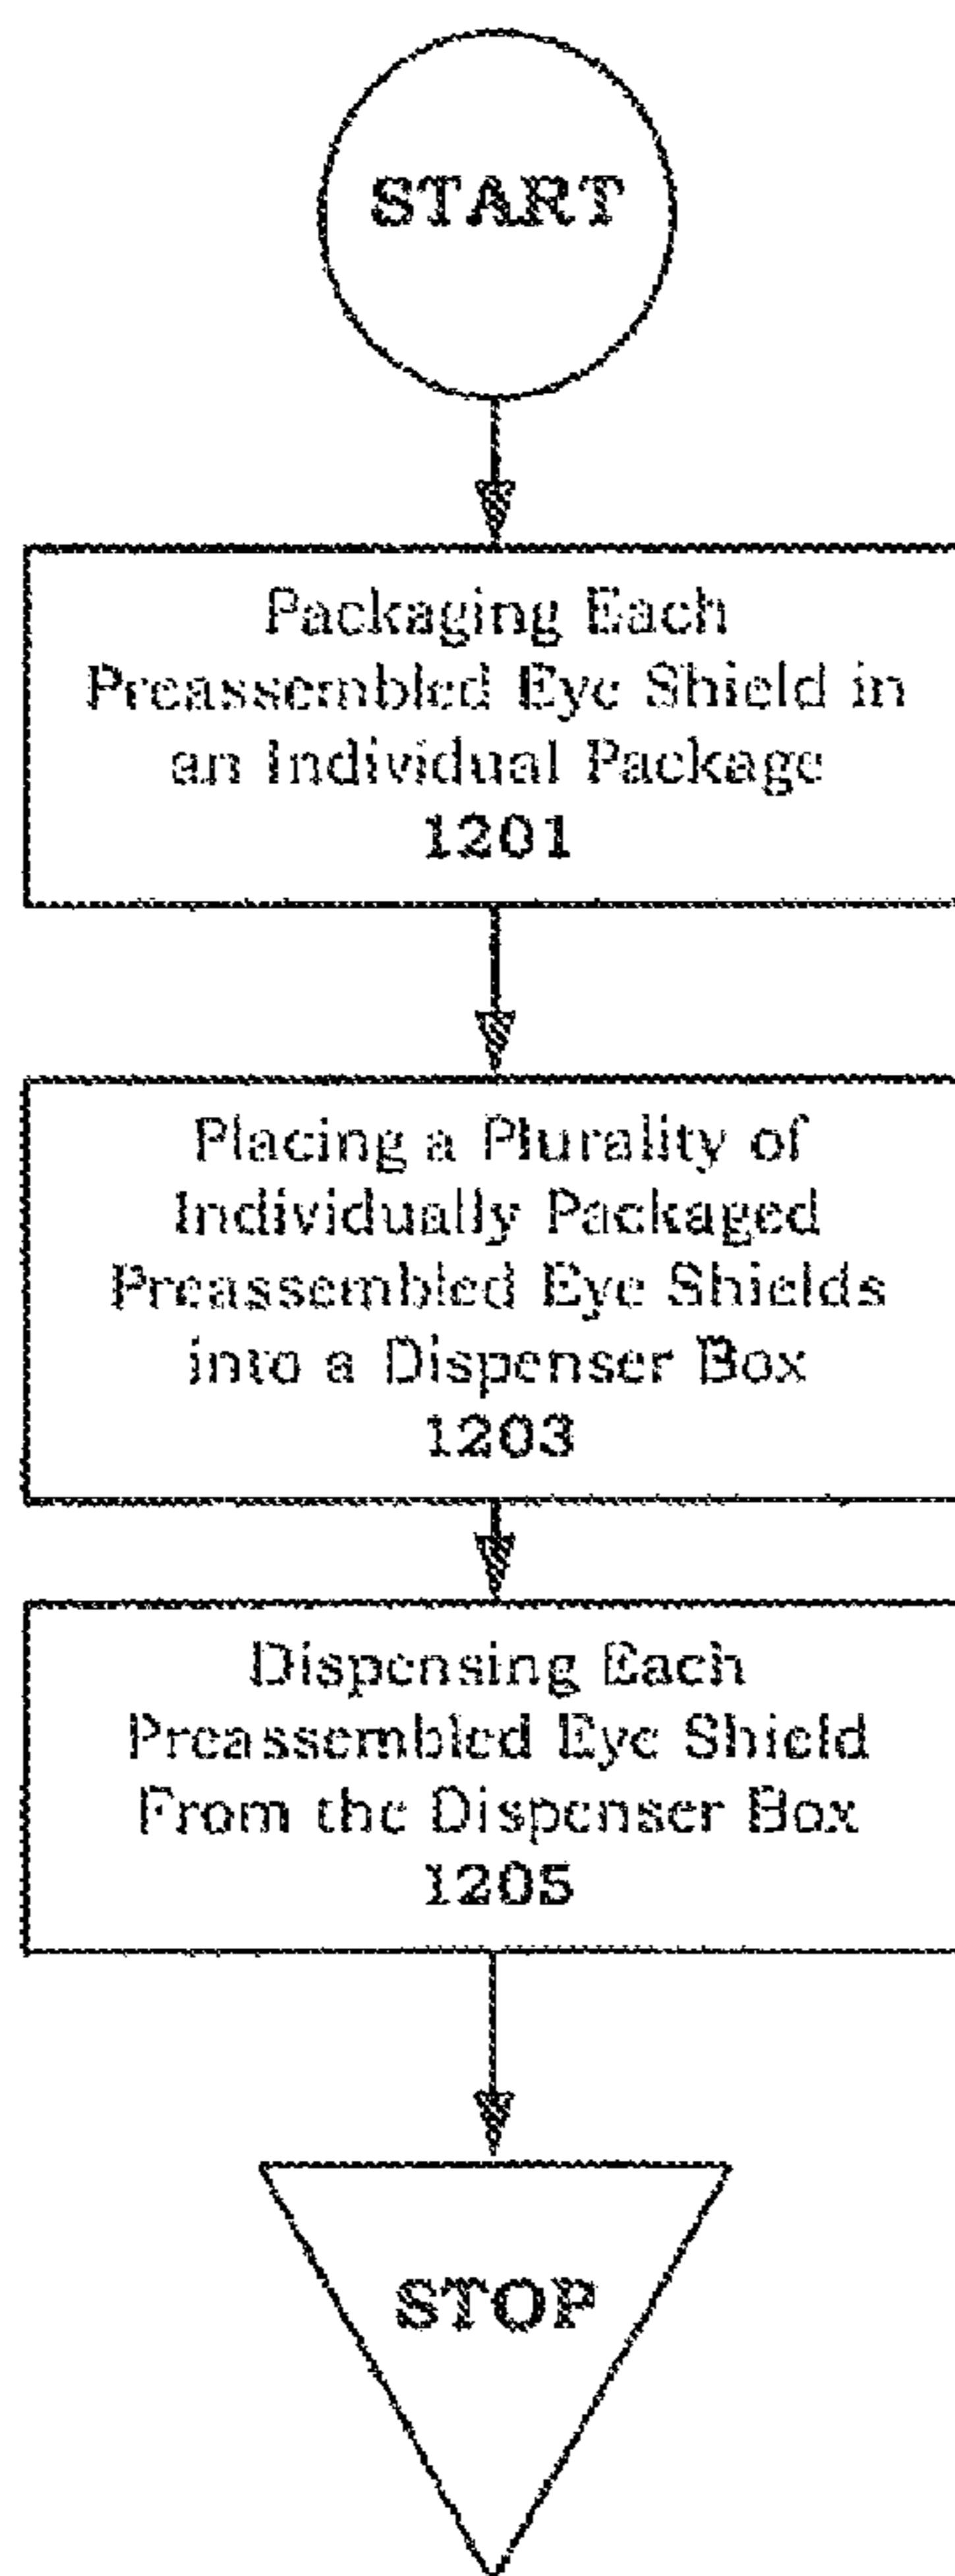 START
Packaging Each
Preassembled Eye Shield in
an Individual Package
1201
Placing a Plurality of
Individually Packaged
Preassembled Eye Shields
into a Dispenser Box
1203
Dispensing Each
Preassembled Eye Shield
From the Dispenser Box
1205
STOP